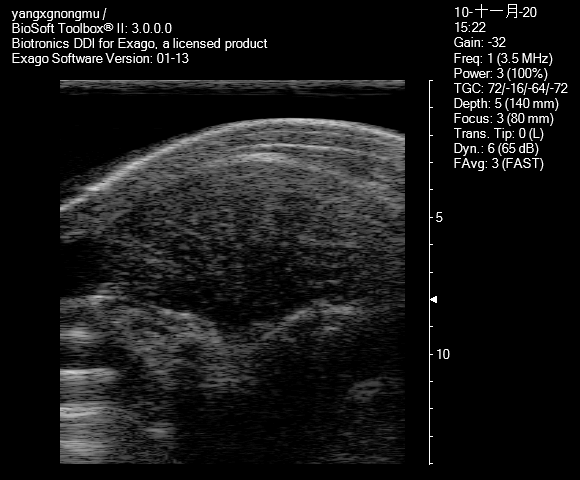 yangxgnongmu /
BioSoft Toolbox® II: 3.0.0.0
Biotronics DDI for Exago, a licensed product
Exago Software Version: 01-13
10-十一月-20
15:22
Gain: -32
Freq: 1 (3.5 MHz)
Power: 3 (100%)
TGC: 72/-16/-64/-72
Depth: 5 (140 mm)
Focus: 3 (80 mm)
Trans. Tip: 0 (L)
Dyn.: 6 (65 dB)
FAvg: 3 (FAST)
5
10